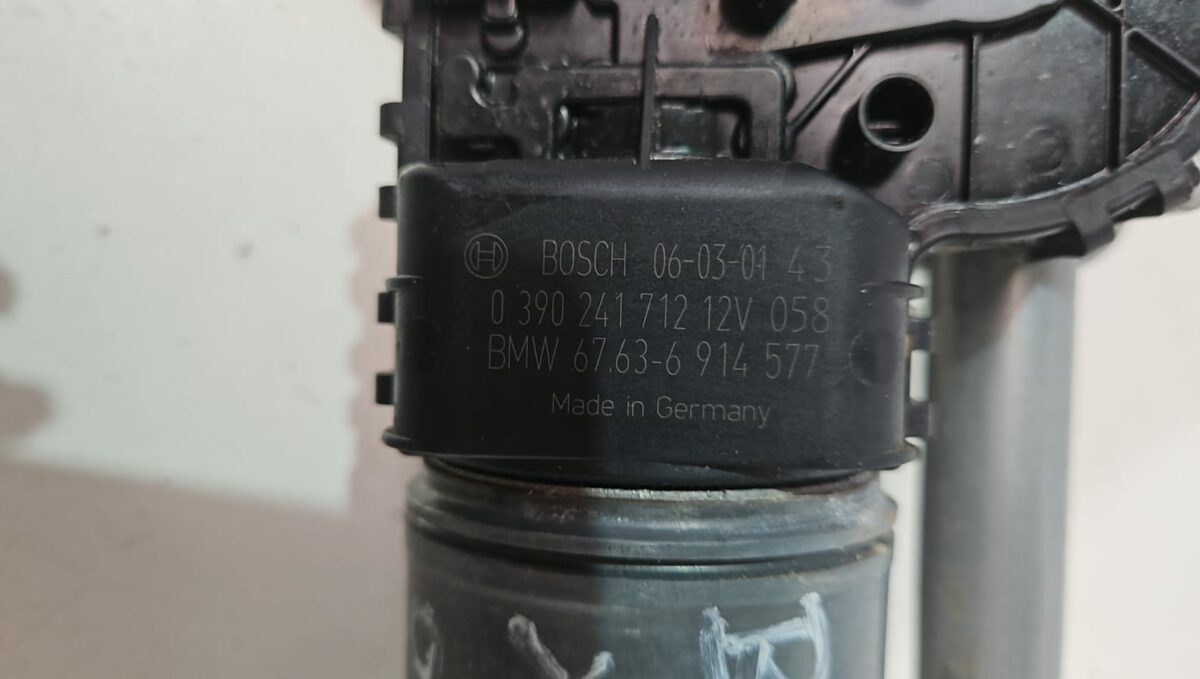 BOSCH 06-03-01 43
0 390 241 712 12V 058
BMW 67.63-6 914 577
Made in Germany